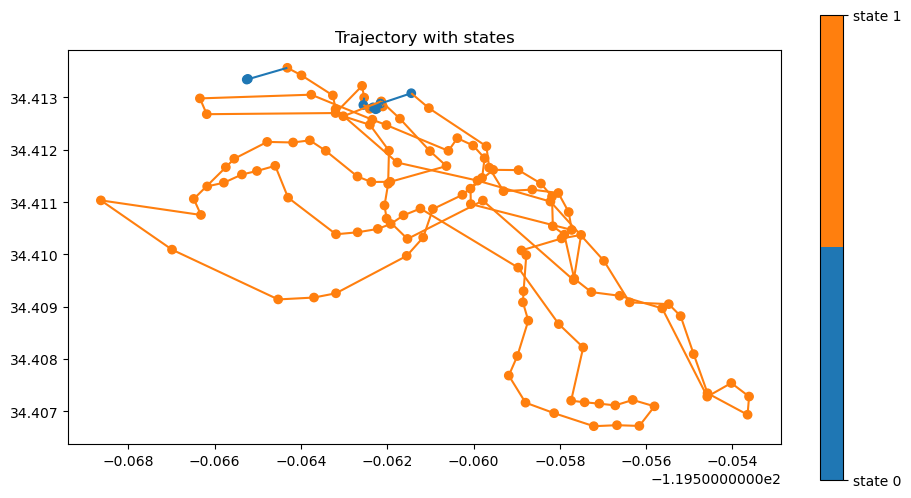 Trajectory with states
state 1
34.413
34.412
34.411
34.410
34.409
34.408
34.407
state 0
−0.068 −0.066 −0.064 −0.062 −0.060 −0.058 −0.056 −0.054
−1.1950000000e2